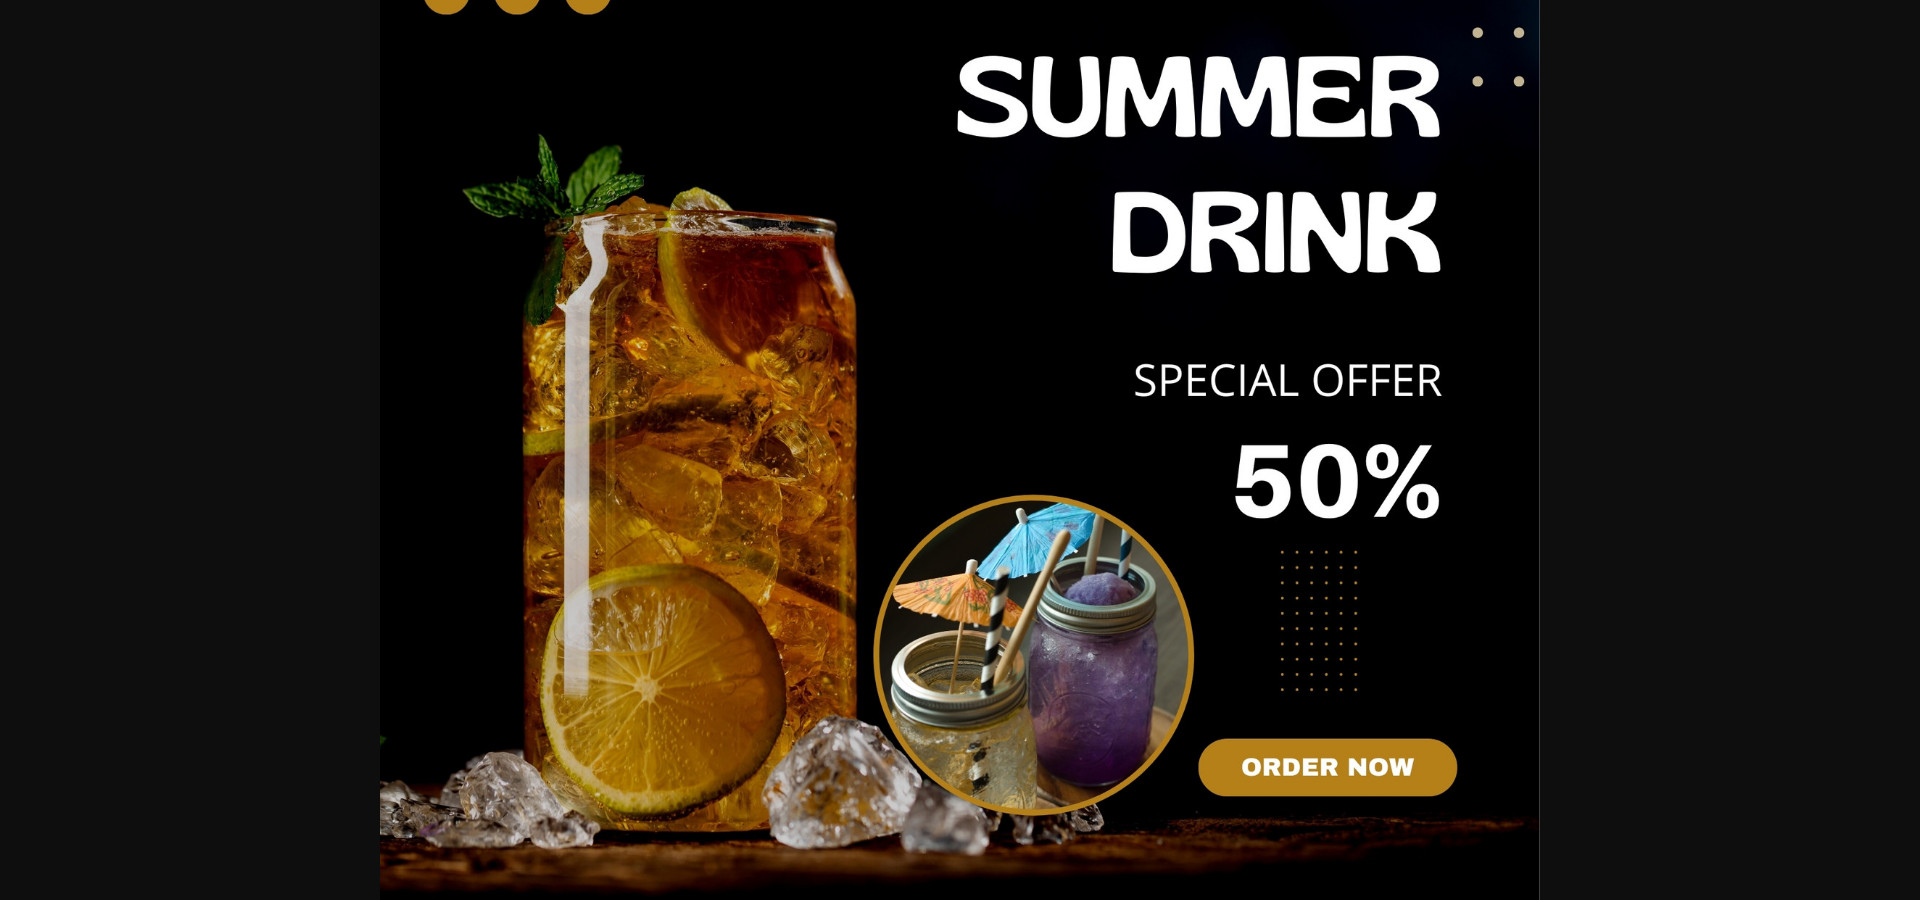 SUMMER
DRINK
SPECIAL OFFER
50%
ORDER NOW